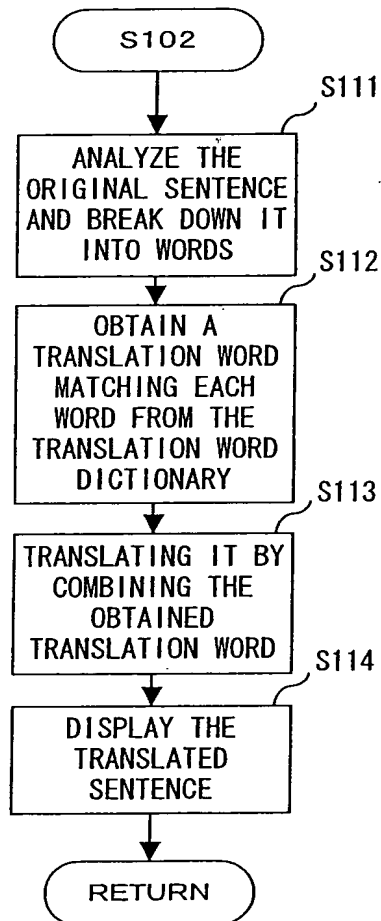 S102
S111
ANALYZE THE
ORIGINAL SENTENCE
AND BREAK DOWN IT
INTO WORDS
S112
OBTAIN A
TRANSLATION WORD
MATCHING EACH
WORD FROM THE
TRANSLATION WORD
DICTIONARY
S113
TRANSLATING IT BY
COMBINING THE
OBTAINED
TRANSLATION WORD
S114
DISPLAY THE
TRANSLATED
SENTENCE
RETURN